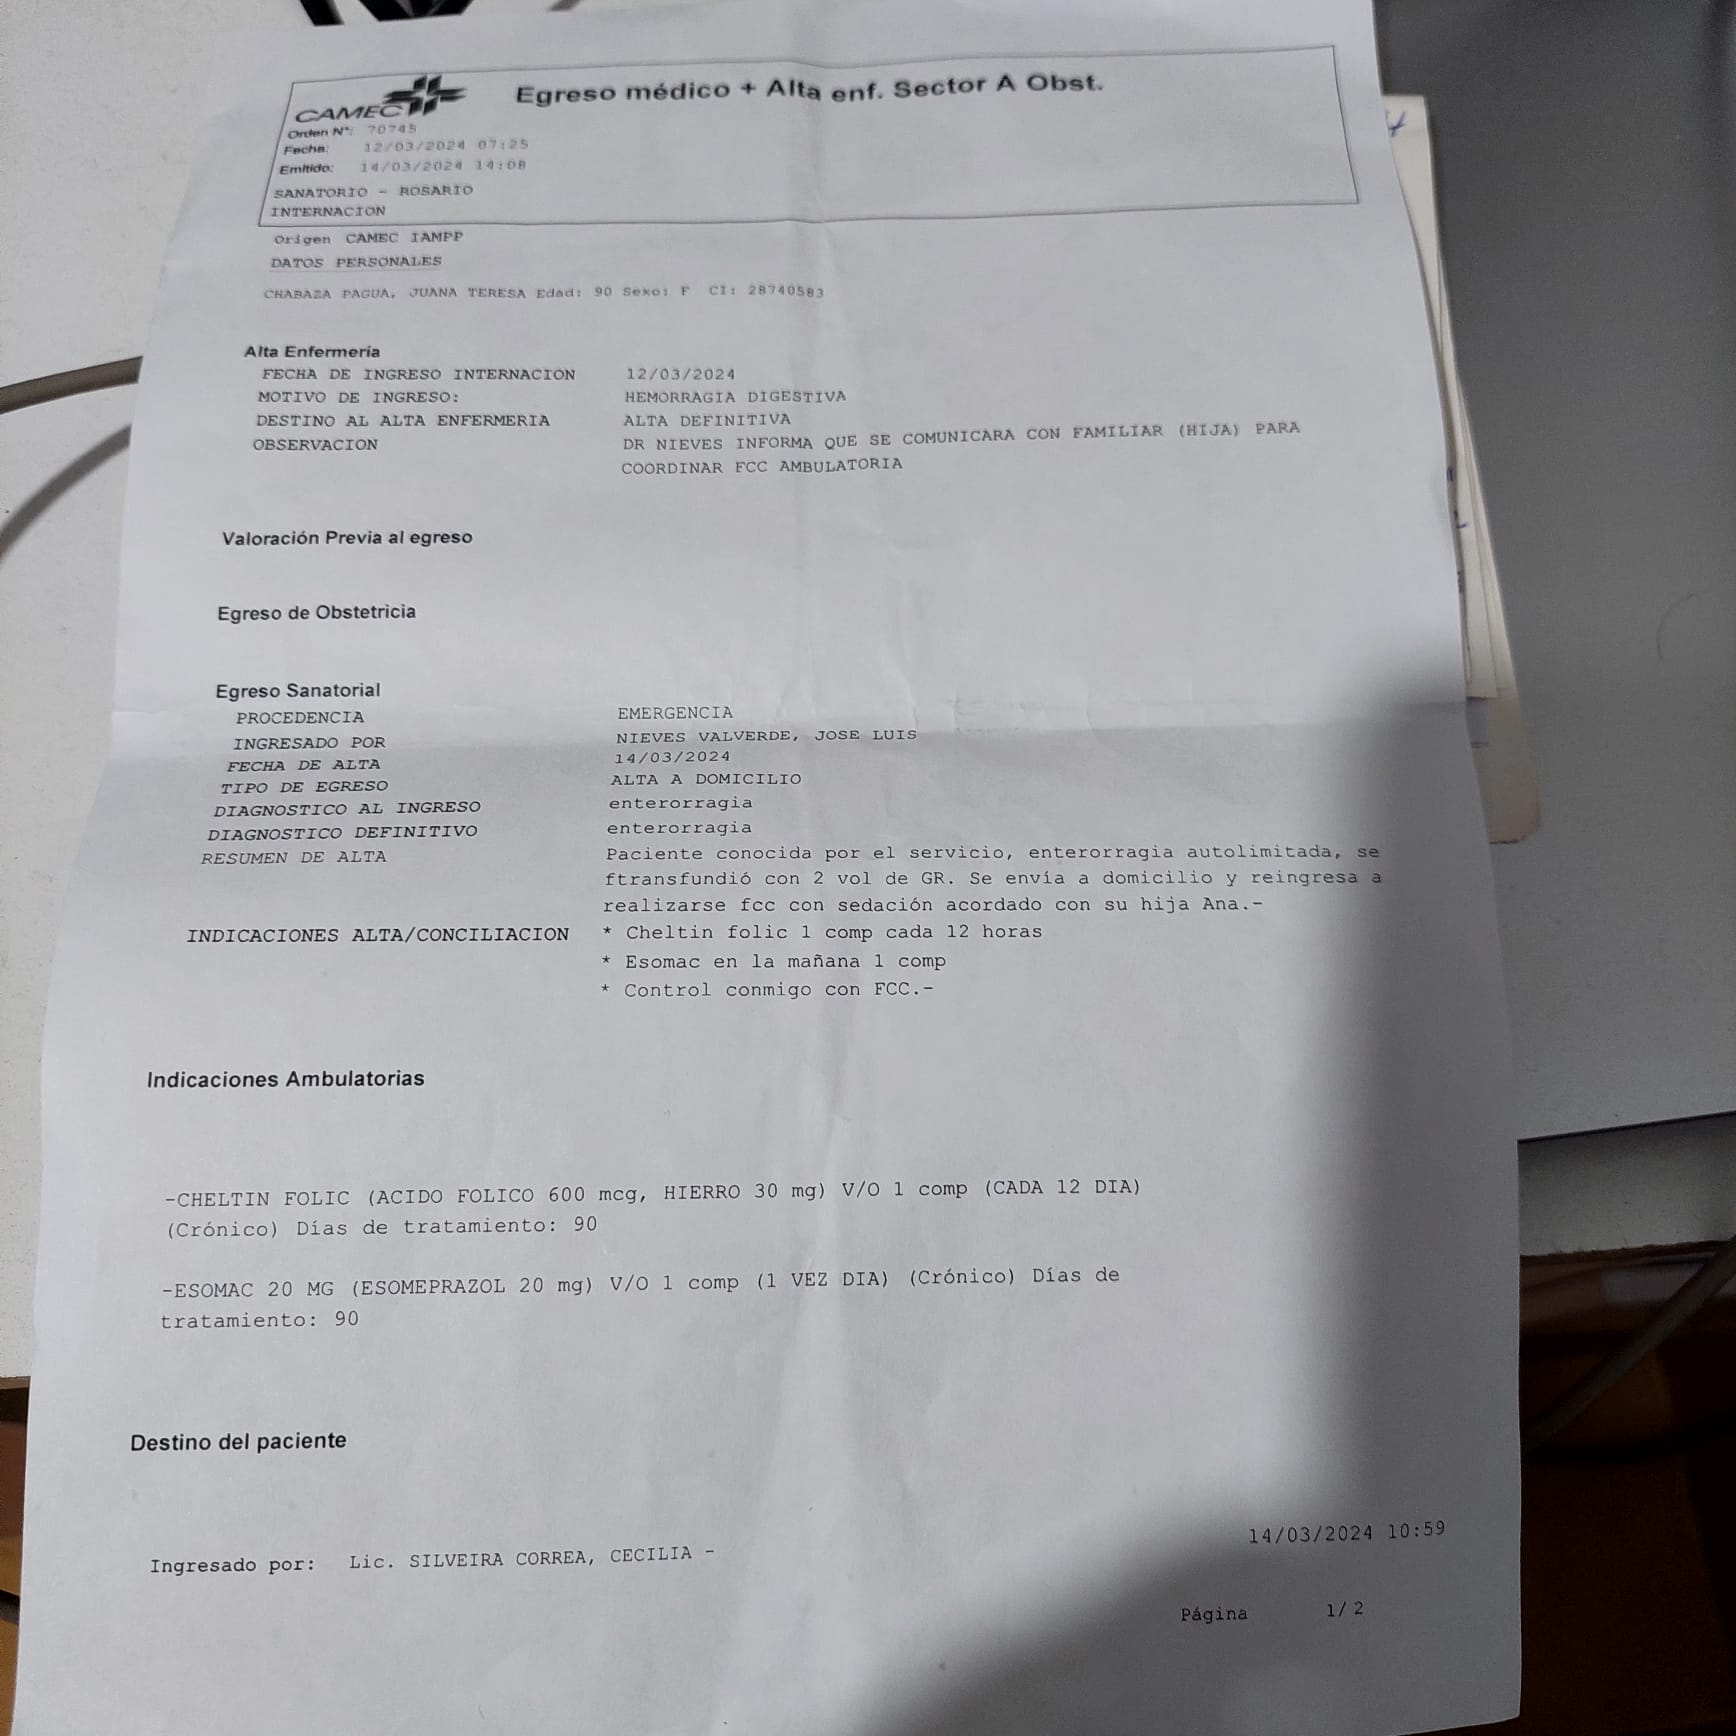 CAMEC
Egreso médico + Alta enf. Sector A Obst.
Orden Nº: 70745
Fecha: 12/03/2024 07:25
Emitido: 14/03/2024 14:08
SANATORIO - ROSARIO
INTERNACION
Origen CAMEC IAMPP
DATOS PERSONALES
CHABAZA PAGUA, JUANA TERESA Edad: 90 Sexo: F CI: 28740583
Alta Enfermería
FECHA DE INGRESO INTERNACION 12/03/2024
MOTIVO DE INGRESO: HEMORRAGIA DIGESTIVA
DESTINO AL ALTA ENFERMERIA ALTA DEFINITIVA
OBSERVACION DR NIEVES INFORMA QUE SE COMUNICARA CON FAMILIAR (HIJA) PARA
COORDINAR FCC AMBULATORIA
Valoración Previa al egreso
Egreso de Obstetricia
Egreso Sanatorial
PROCEDENCIA EMERGENCIA
INGRESADO POR NIEVES VALVERDE, JOSE LUIS
FECHA DE ALTA 14/03/2024
TIPO DE EGRESO ALTA A DOMICILIO
DIAGNOSTICO AL INGRESO enterorragia
DIAGNOSTICO DEFINITIVO enterorragia
RESUMEN DE ALTA Paciente conocida por el servicio, enterorragia autolimitada, se
ftransfundió con 2 vol de GR. Se envía a domicilio y reingresa a
realizarse fcc con sedación acordado con su hija Ana.-
INDICACIONES ALTA/CONCILIACION * Cheltin folic 1 comp cada 12 horas
* Esomac en la mañana 1 comp
* Control conmigo con FCC.-
Indicaciones Ambulatorias
-CHELTIN FOLIC (ACIDO FOLICO 600 mcg, HIERRO 30 mg) V/O 1 comp (CADA 12 DIA)
(Crónico) Días de tratamiento: 90
-ESOMAC 20 MG (ESOMEPRAZOL 20 mg) V/O 1 comp (1 VEZ DIA) (Crónico) Días de
tratamiento: 90
Destino del paciente
14/03/2024 10:59
Ingresado por: Lic. SILVEIRA CORREA, CECILIA -
Página 1/ 2